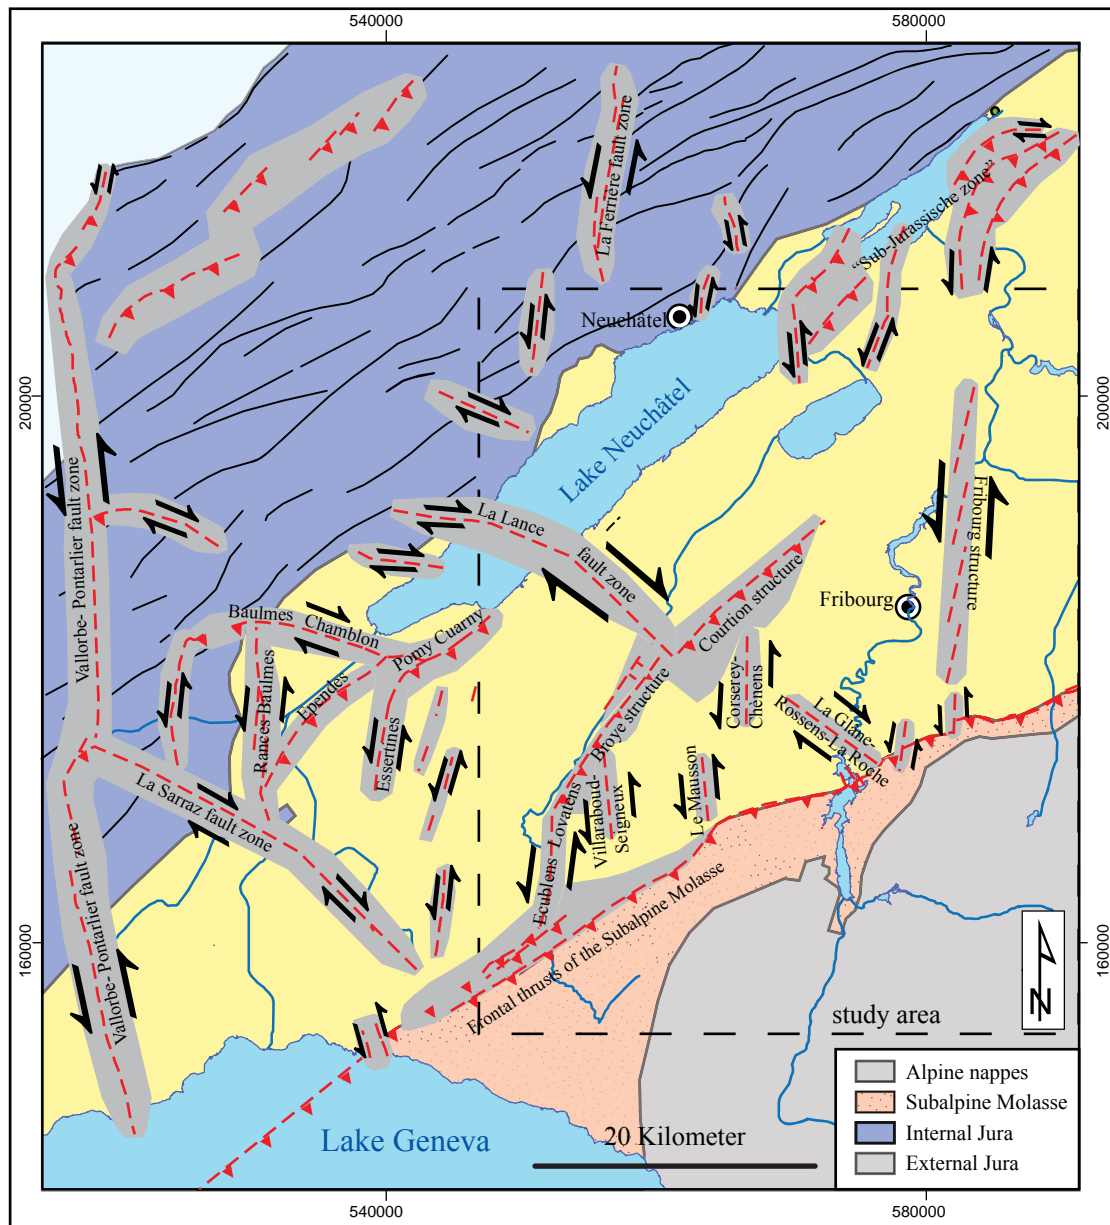 540000
580000
La Ferrière fault zone
“Sub-Jurassische zone”
Neuchâtel
200000
200000
Lake Neuchâtel
Vallorbe- Pontarlier fault zone
La Lance
fault zone
Fribourg structure
Fribourg
Baulmes
Chamblon
Pomy Cuarny
Courtion structure
Rances Baulmes
Ependes
Essertines
Corserey-
Chènens
La Glâne-
Rossens-La Roche
Broye structure
La Sarraz fault zone
Villaraboud-
Seigneux
Le Mausson
Ecublens Lovatens
Vallorbe- Pontarlier fault zone
Frontal thrusts of the Subalpine Molasse
160000
160000
N
study area
Lake Geneva
20 Kilometer
Alpine nappes
Subalpine Molasse
Internal Jura
External Jura
540000
580000